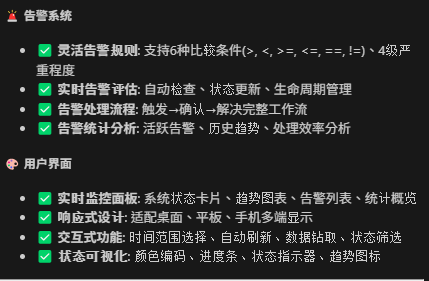 🚨 告警系统
• ✅ 灵活告警规则: 支持6种比较条件(>, <, >=, <=, ==, !=)、4级严
重程度
• ✅ 实时告警评估: 自动检查、状态更新、生命周期管理
• ✅ 告警处理流程: 触发→确认→解决完整工作流
• ✅ 告警统计分析: 活跃告警、历史趋势、处理效率分析
🎨 用户界面
• ✅ 实时监控面板: 系统状态卡片、趋势图表、告警列表、统计概览
• ✅ 响应式设计: 适配桌面、平板、手机多端显示
• ✅ 交互式功能: 时间范围选择、自动刷新、数据钻取、状态筛选
• ✅ 状态可视化: 颜色编码、进度条、状态指示器、趋势图标